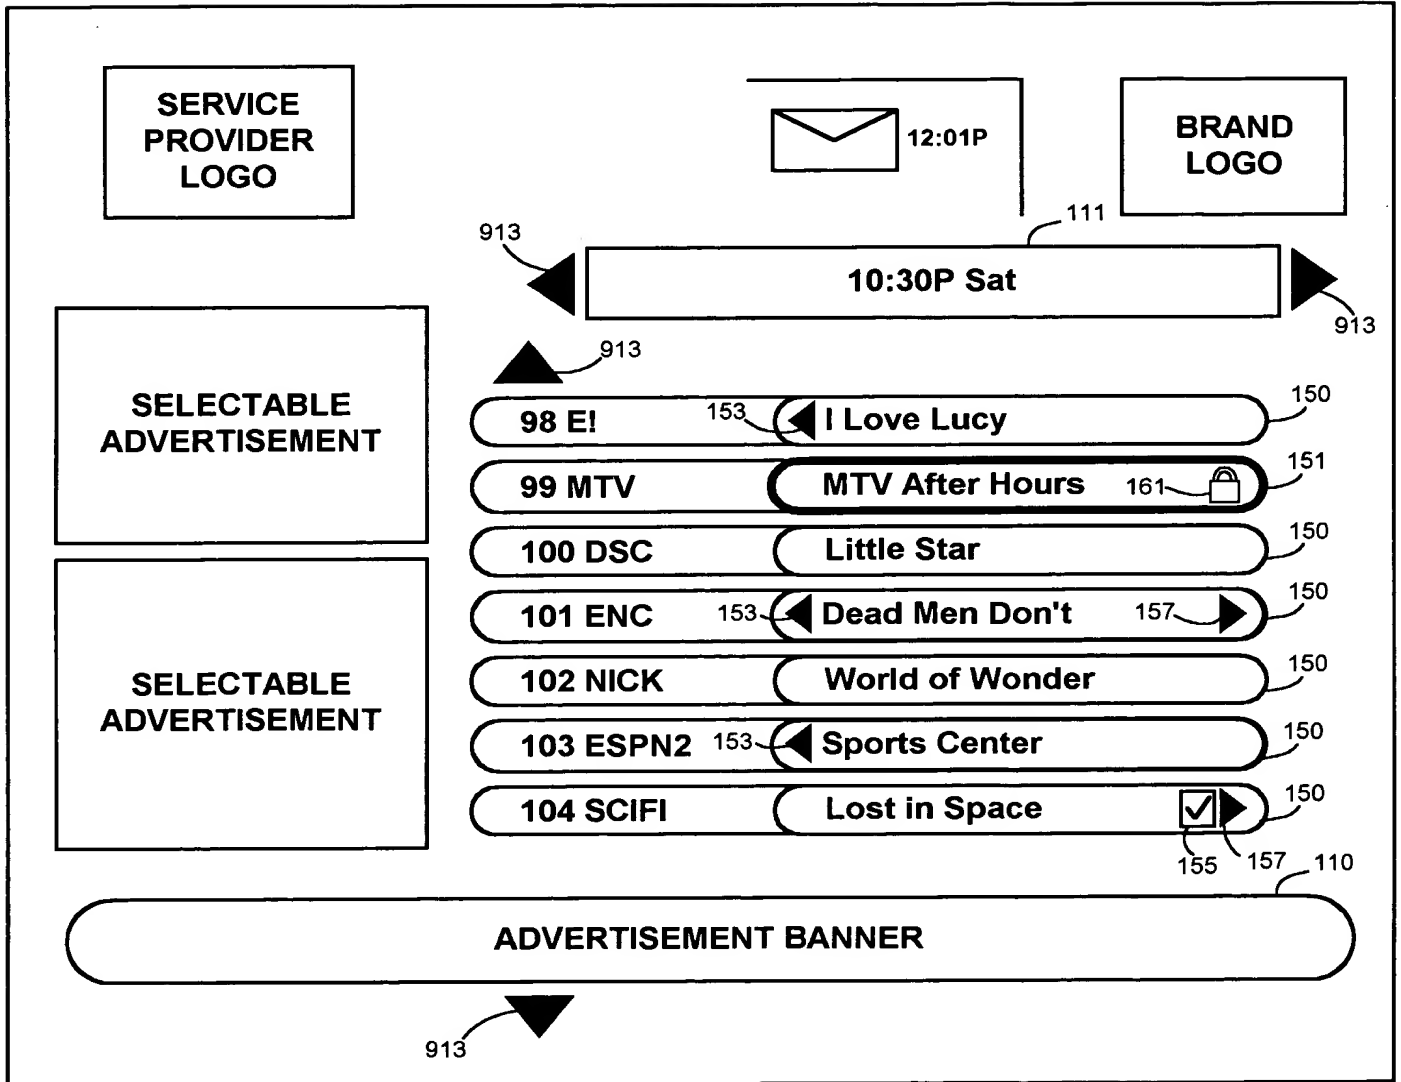 SERVICE
PROVIDER
LOGO
12:01P
BRAND
LOGO
111
913
10:30P Sat
913
913
SELECTABLE
ADVERTISEMENT
98 E!
153
I Love Lucy
150
99 MTV
MTV After Hours
161
151
100 DSC
Little Star
150
101 ENC
153
Dead Men Don't
157
150
SELECTABLE
ADVERTISEMENT
102 NICK
World of Wonder
150
103 ESPN2
153
Sports Center
150
104 SCIFI
Lost in Space
150
155
157
110
ADVERTISEMENT BANNER
913